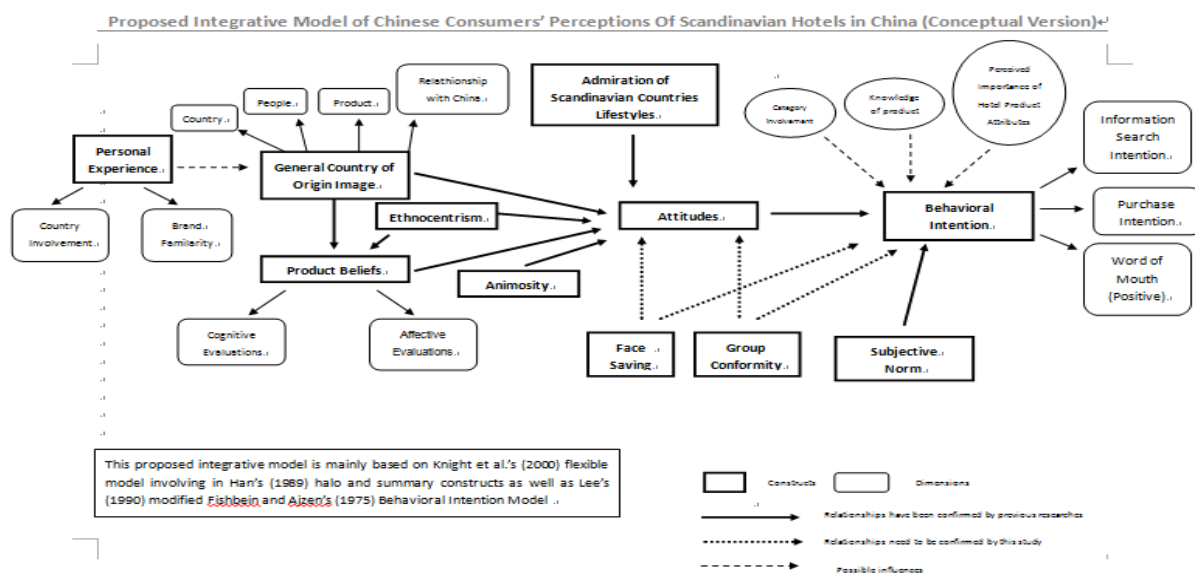 Proposed Integrative Model of Chinese Consumers' Perceptions Of Scandinavian Hotels in China (Conceptual Version)
Country
People
Product
Relathionship
with China
Admiration of
Scandinavian Countries
Lifestyles
Category
Involvement
Knowledge
of product
Perceived
Importance of
Hotel Product
Attributes
Information
Search
Intention
Personal
Experience
General Country of
Origin Image
Ethnocentrism
Attitudes
Behavioral
Intention
Purchase
Intention
Country
Involvement
Brand
Familarity
Product Beliefs
Animosity
Word of
Mouth
(Positive)
Cognitive
Evaluations
Affective
Evaluations
Face
Saving
Group
Conformity
Subjective
Norm
This proposed integrative model is mainly based on Knight et al.'s (2000) flexible
model involving in Han's (1989) halo and summary constructs as well as Lee's
(1990) modified Fishbein and Ajzen's (1975) Behavioral Intention Model .
Constructs
Dimensions
Relationships have been confirmed by previous researches
Relationships need to be confirmed by this study
Possible influences